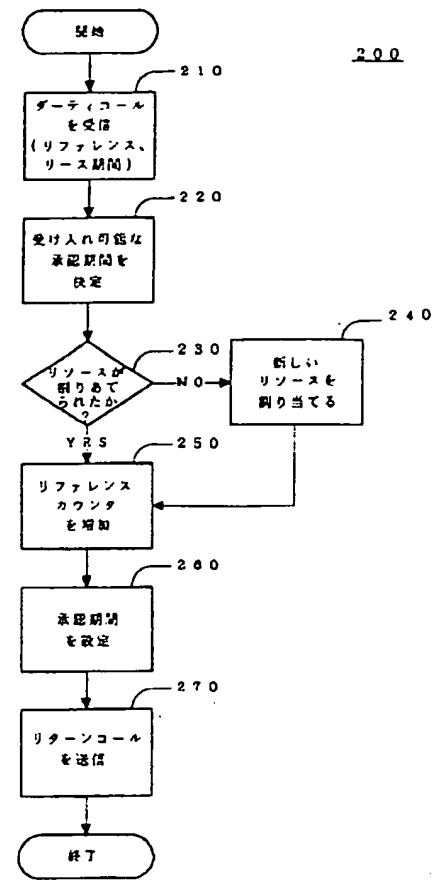 開始
200
210
ダーティコール
を受信
(リファレンス、
リース期間)
220
受け入れ可能な
承認期間を
決定
230
リソースが
割りあて
られたか
?
NO
240
新しい
リソースを
割り当てる
YRS
250
リファレンス
カウンタ
を増加
260
承認期間
を設定
270
リターンコール
を送信
終了